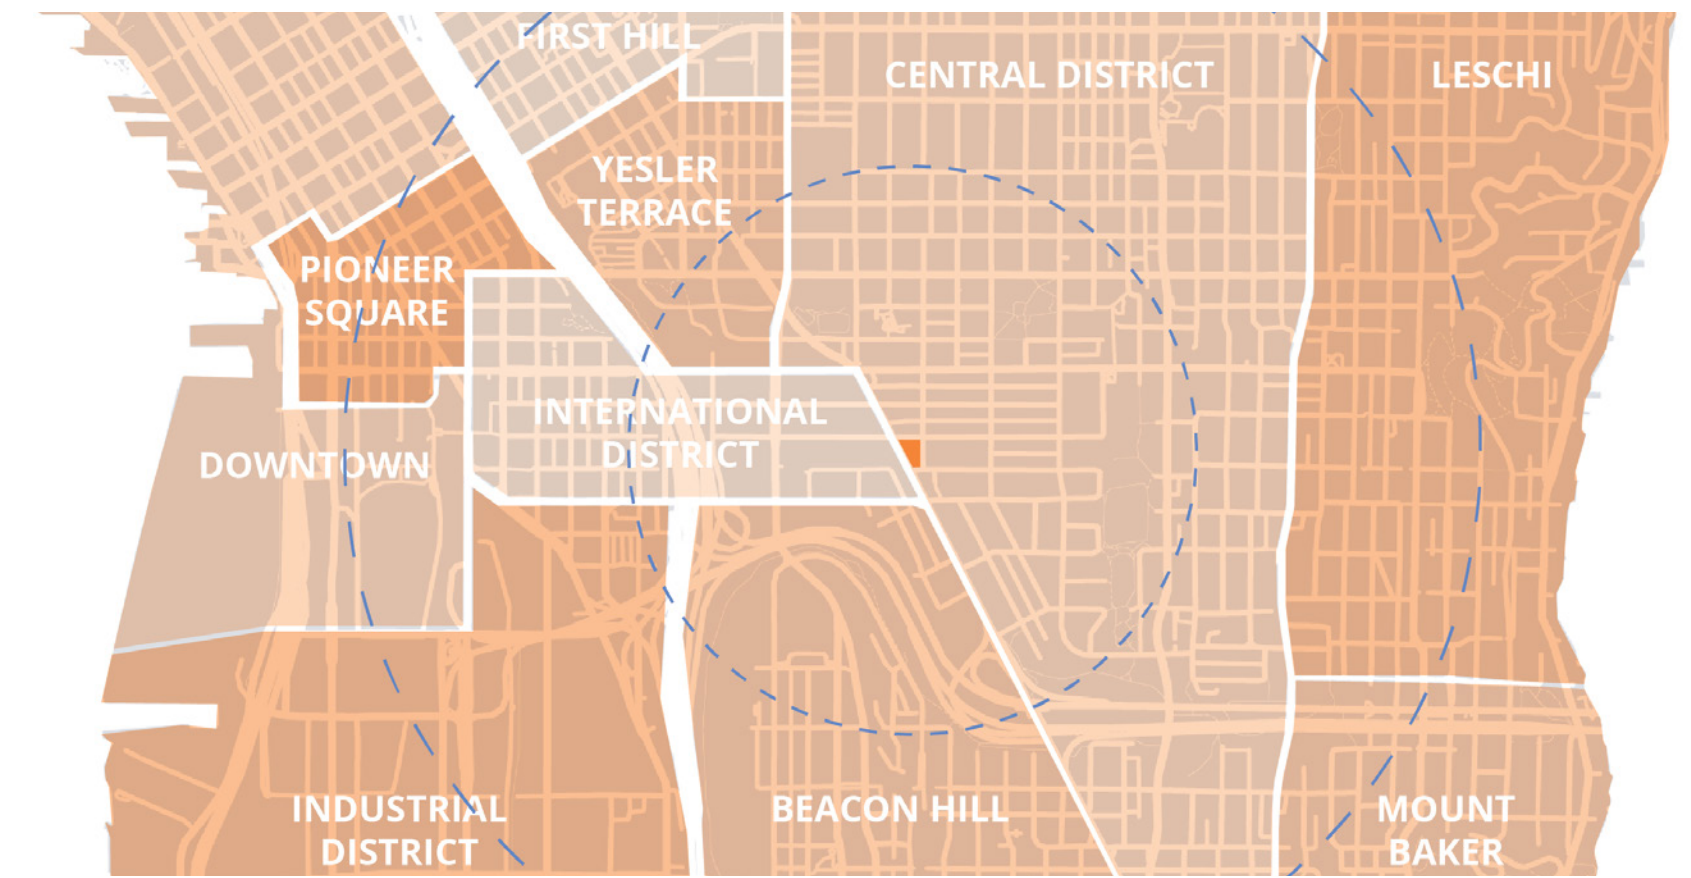 FIRST HILL
CENTRAL DISTRICT
LESCHI
YESLER
TERRACE
PIONEER
SQUARE
INTERNATIONAL
DISTRICT
DOWNTOWN
INDUSTRIAL
DISTRICT
BEACON HILL
MOUNT
BAKER